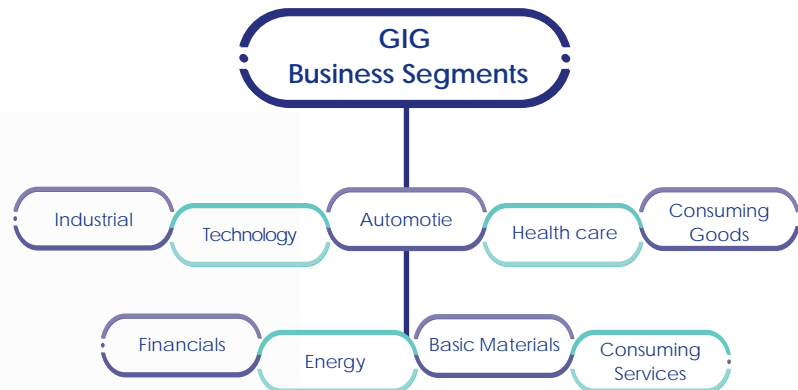 GIG
Business Segments
Industrial
Technology
Automotie
Health care
Consuming
Goods
Financials
Energy
Basic Materials
Consuming
Services